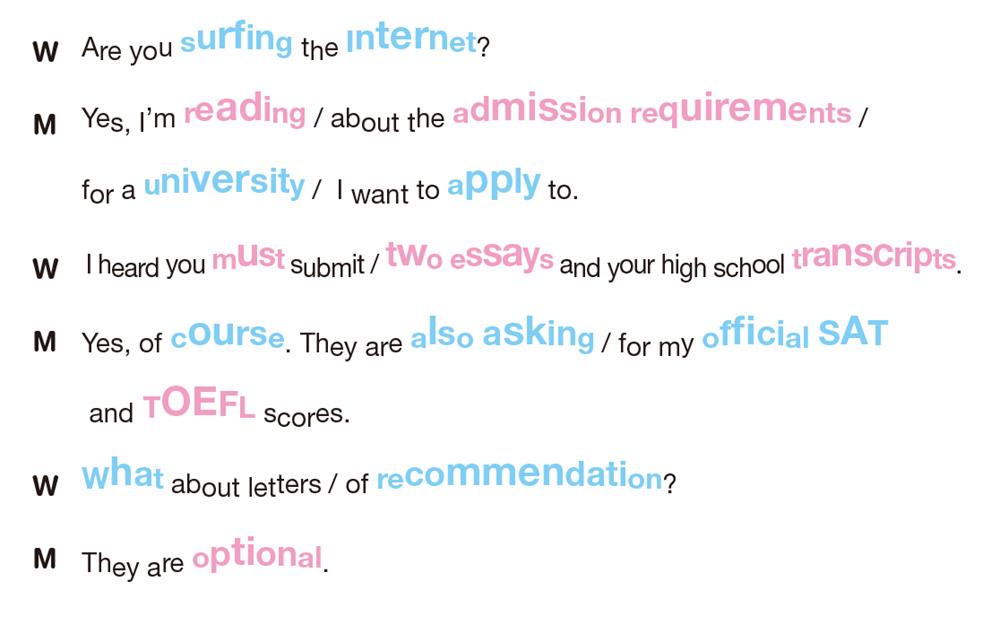 W Are you surfing the Internet?
M Yes, I'm reading / about the admission requirements /
for a university / I want to apply to.
W I heard you must submit / two essays and your high school transcripts.
M Yes, of course. They are also asking / for my official SAT
and TOEFL scores.
W what about letters / of recommendation?
M They are optional.